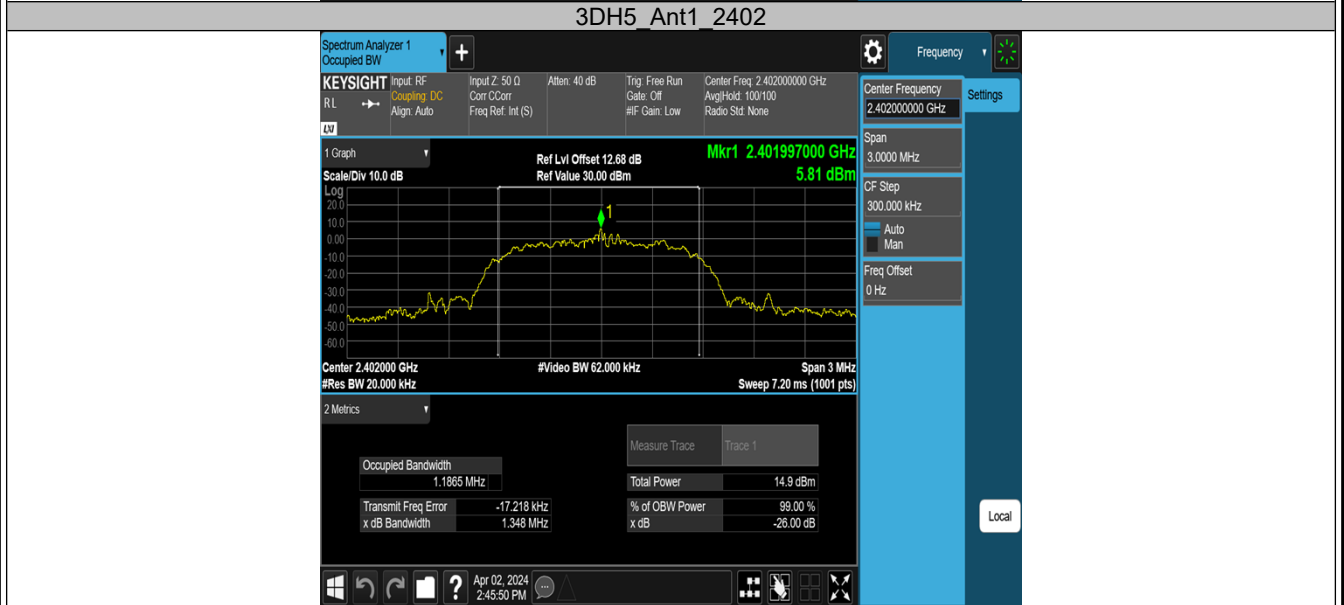 3DH5_Ant1_2402
Spectrum Analyzer 1
Occupied BW
+
Frequency
KEYSIGHT
RL
LXI
Input: RF
Coupling: DC
Align: Auto
Input Z: 50 Ω
Corr CCorr
Freq Ref: Int (S)
Atten: 40 dB
Trig: Free Run
Gate: Off
#IF Gain: Low
Center Freq: 2.402000000 GHz
Avg|Hold: 100/100
Radio Std: None
Center Frequency
2.402000000 GHz
Settings
Span
3.0000 MHz
CF Step
300.000 kHz
Auto
Man
Freq Offset
0 Hz
Local
1 Graph
Scale/Div 10.0 dB
Ref Lvl Offset 12.68 dB
Ref Value 30.00 dBm
Mkr1 2.401997000 GHz
5.81 dBm
Log
20.0
10.0
0.00
-10.0
-20.0
-30.0
-40.0
-50.0
-60.0
1
Center 2.402000 GHz
#Video BW 62.000 kHz
Span 3 MHz
#Res BW 20.000 kHz
Sweep 7.20 ms (1001 pts)
2 Metrics
Measure Trace
Trace 1
Occupied Bandwidth
1.1865 MHz
Total Power
14.9 dBm
Transmit Freq Error
-17.218 kHz
% of OBW Power
99.00 %
x dB Bandwidth
1.348 MHz
x dB
-26.00 dB
?
Apr 02, 2024
2:45:50 PM